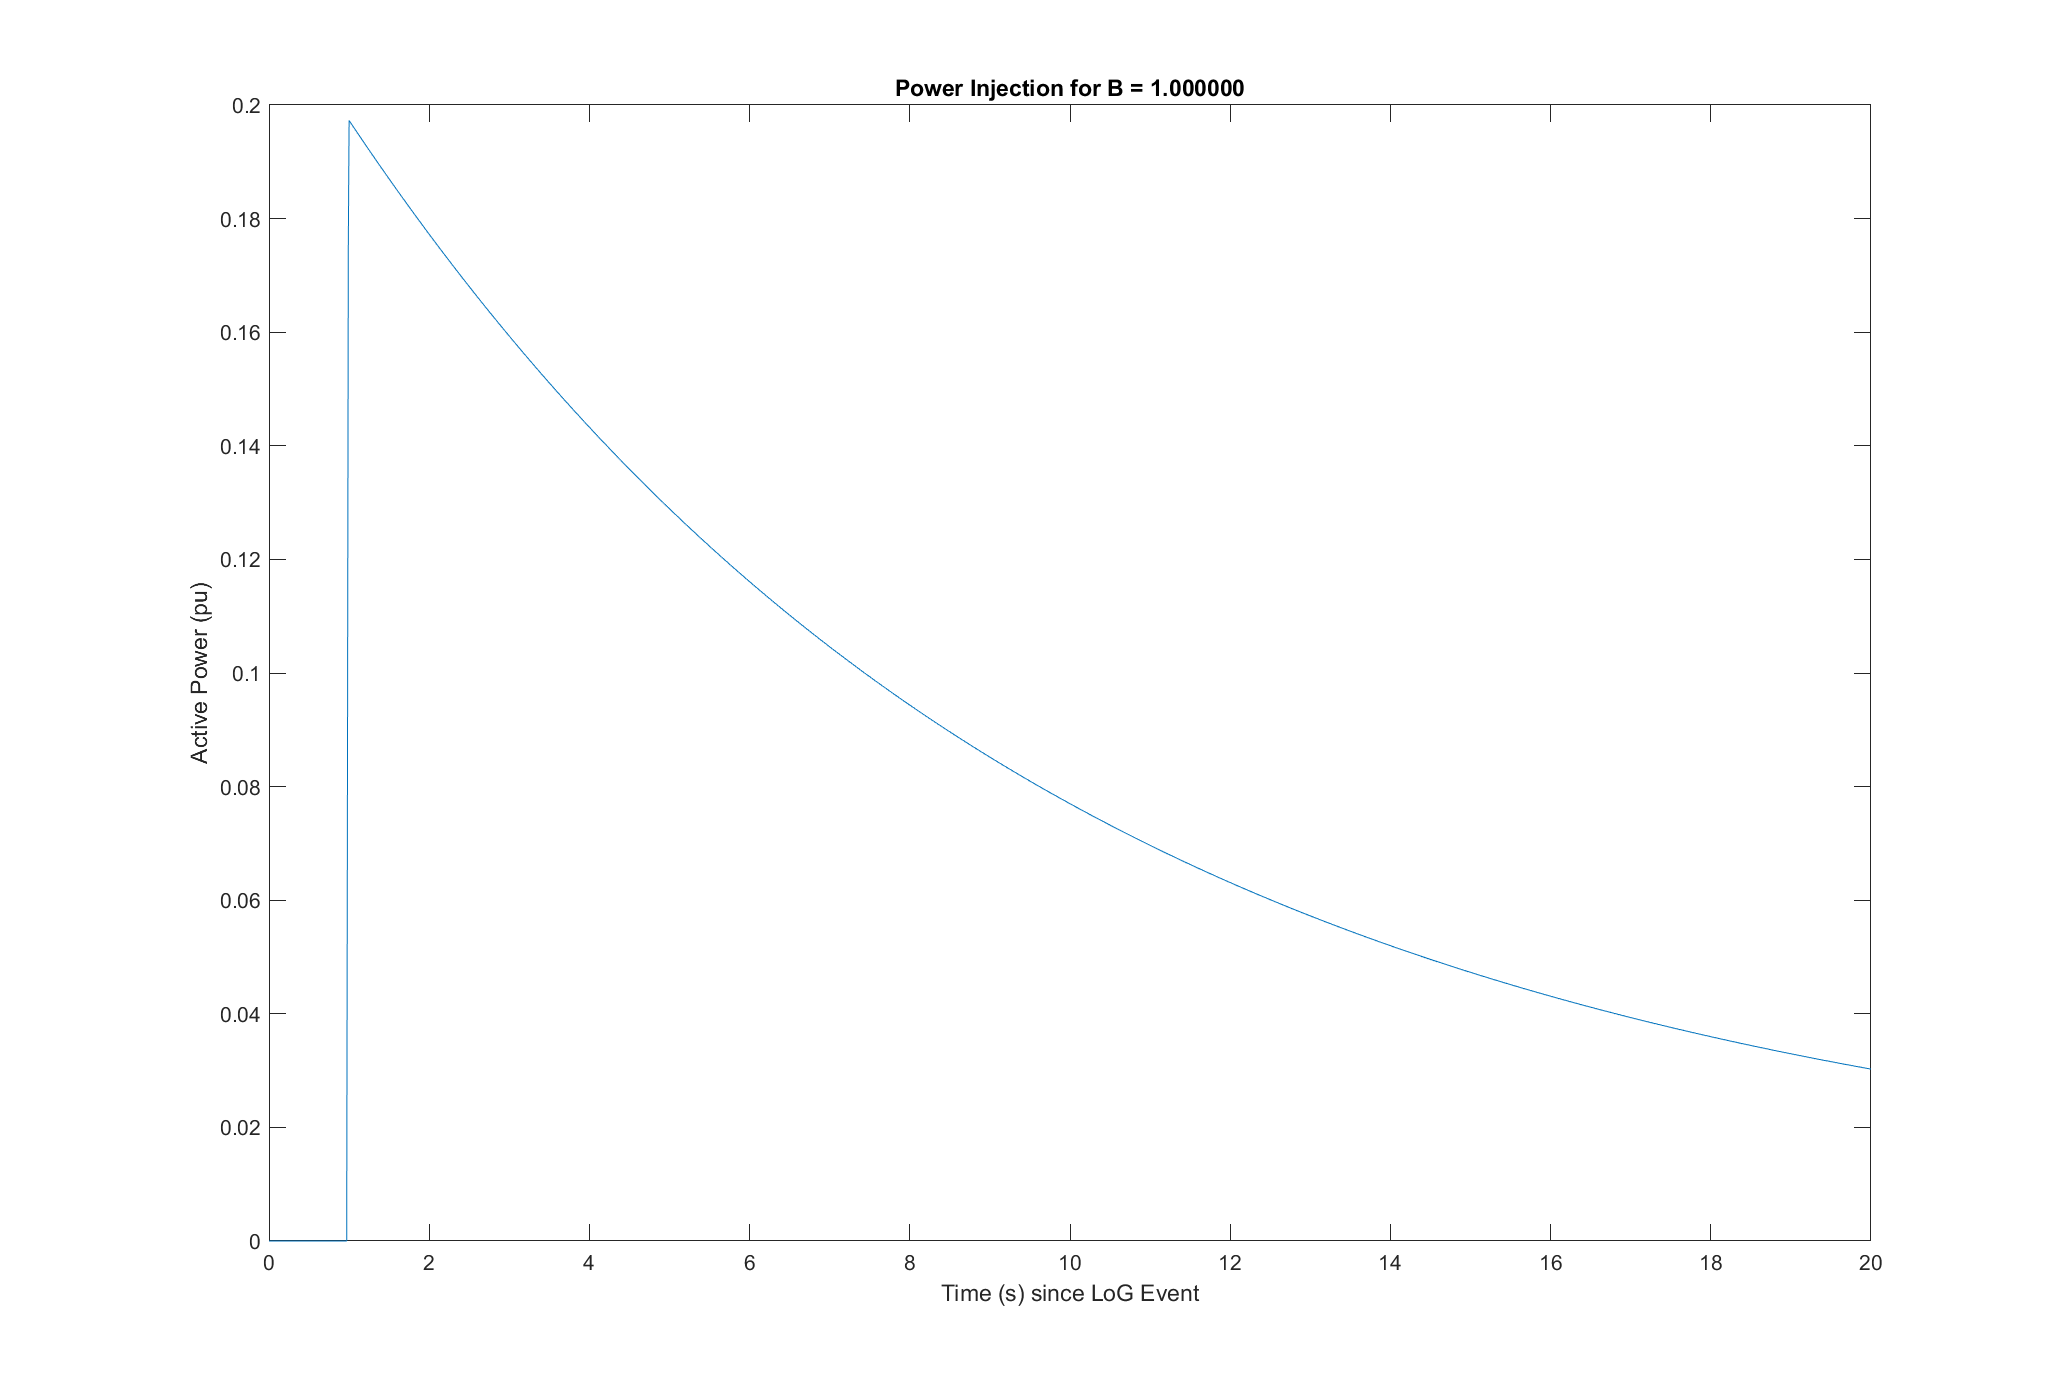 Power Injection for B = 1.000000
0.2
0.18
0.16
0.14
0.12
0.1
0.08
0.06
0.04
0.02
0
Active Power (pu)
0 2 4 6 8 10 12 14 16 18 20
Time (s) since LoG Event